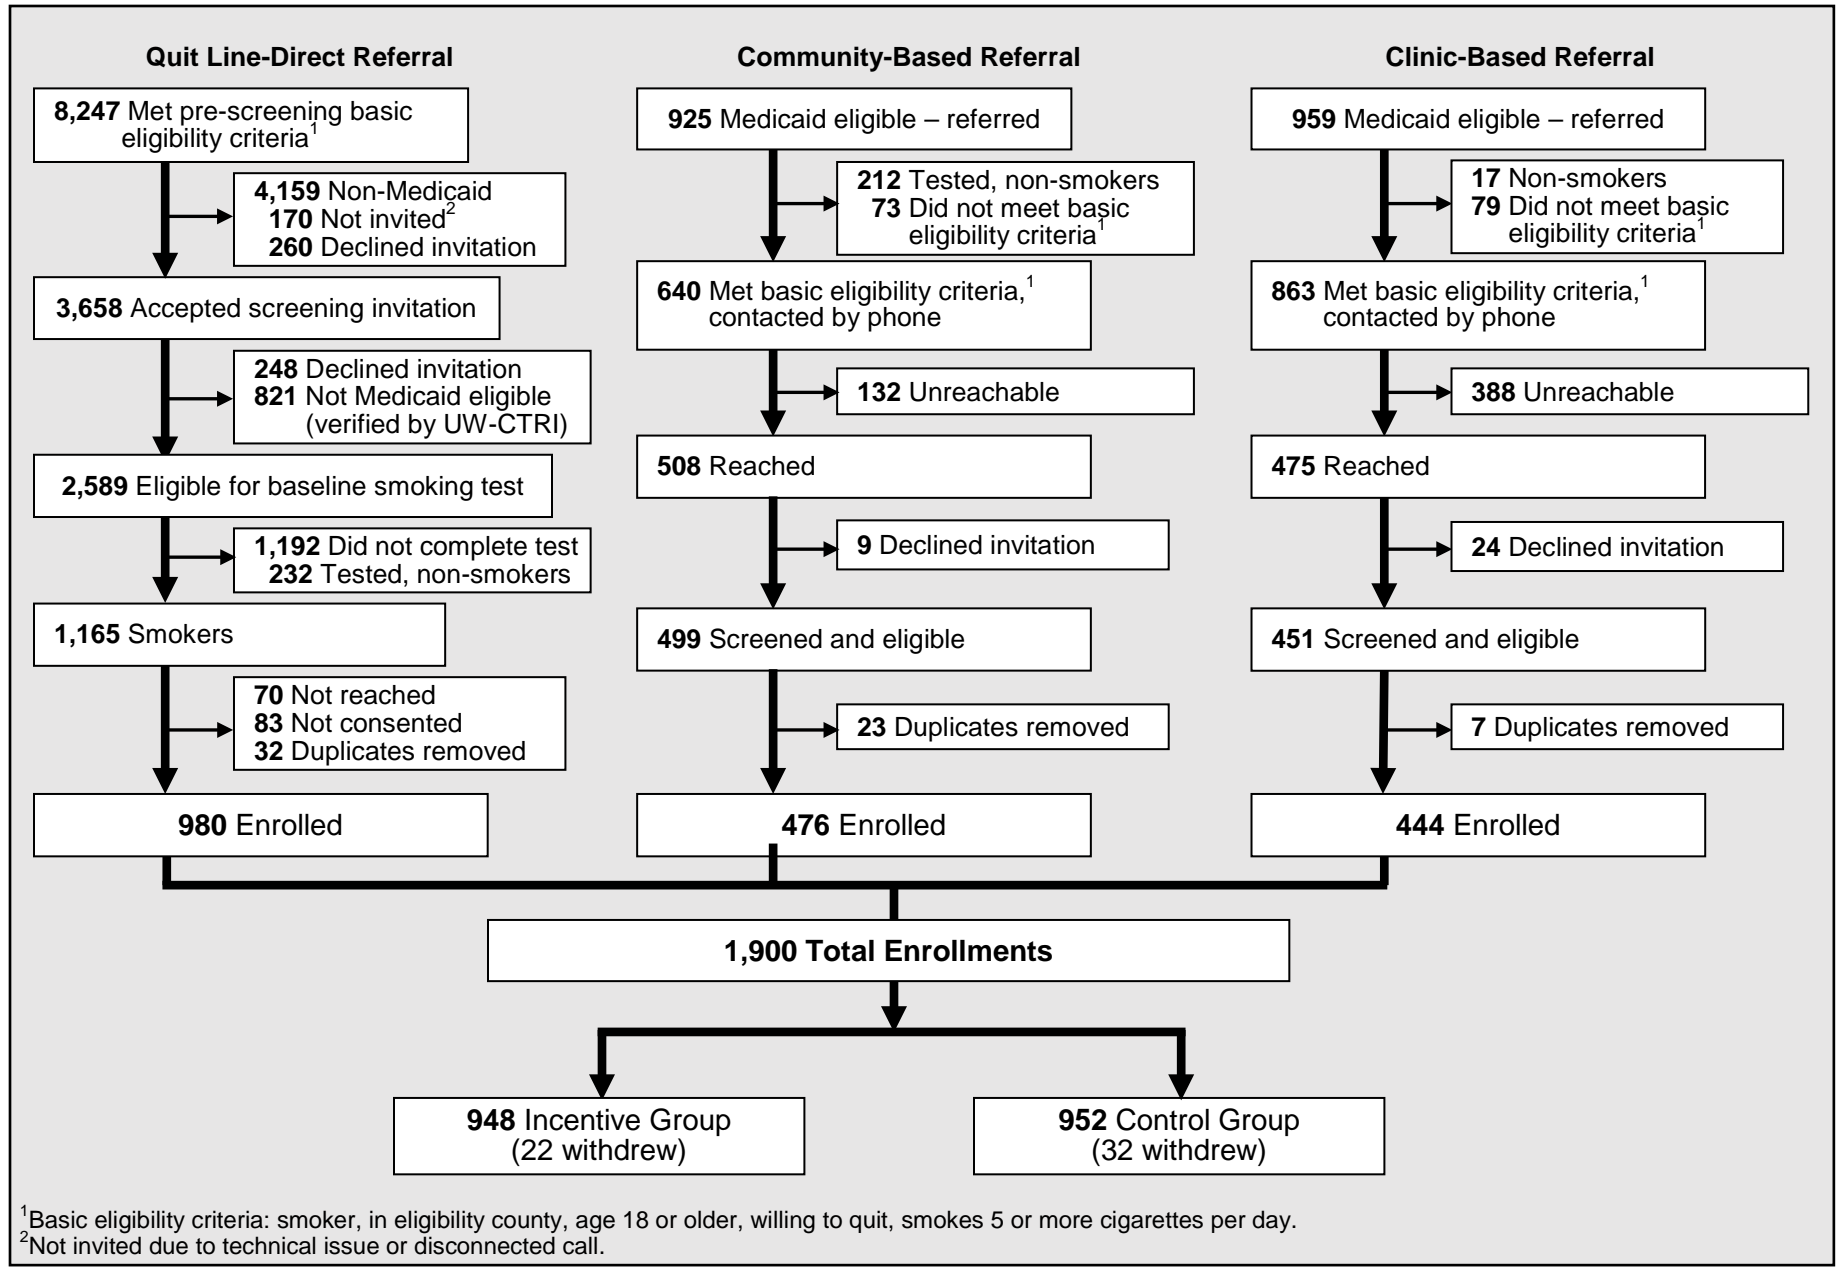 Quit Line-Direct Referral
8,247 Met pre-screening basic
eligibility criteria1
4,159 Non-Medicaid
170 Not invited2
260 Declined invitation
3,658 Accepted screening invitation
248 Declined invitation
821 Not Medicaid eligible
(verified by UW-CTRI)
2,589 Eligible for baseline smoking test
1,192 Did not complete test
232 Tested, non-smokers
1,165 Smokers
70 Not reached
83 Not consented
32 Duplicates removed
980 Enrolled
Community-Based Referral
925 Medicaid eligible – referred
212 Tested, non-smokers
73 Did not meet basic
eligibility criteria1
640 Met basic eligibility criteria,1
contacted by phone
132 Unreachable
508 Reached
9 Declined invitation
499 Screened and eligible
23 Duplicates removed
476 Enrolled
Clinic-Based Referral
959 Medicaid eligible – referred
17 Non-smokers
79 Did not meet basic
eligibility criteria1
863 Met basic eligibility criteria,1
contacted by phone
388 Unreachable
475 Reached
24 Declined invitation
451 Screened and eligible
7 Duplicates removed
444 Enrolled
1,900 Total Enrollments
948 Incentive Group
(22 withdrew)
952 Control Group
(32 withdrew)
1Basic eligibility criteria: smoker, in eligibility county, age 18 or older, willing to quit, smokes 5 or more cigarettes per day.
2Not invited due to technical issue or disconnected call.